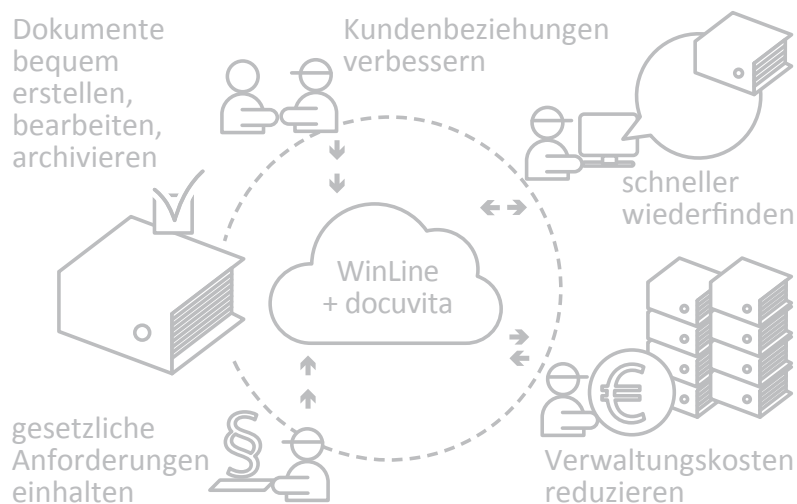 Dokumente
bequem
erstellen,
bearbeiten,
archivieren
Kundenbeziehungen
verbessern
schneller
wiederfinden
WinLine
+ docuvita
€
§
gesetzliche
Anforderungen
einhalten
Verwaltungskosten
reduzieren